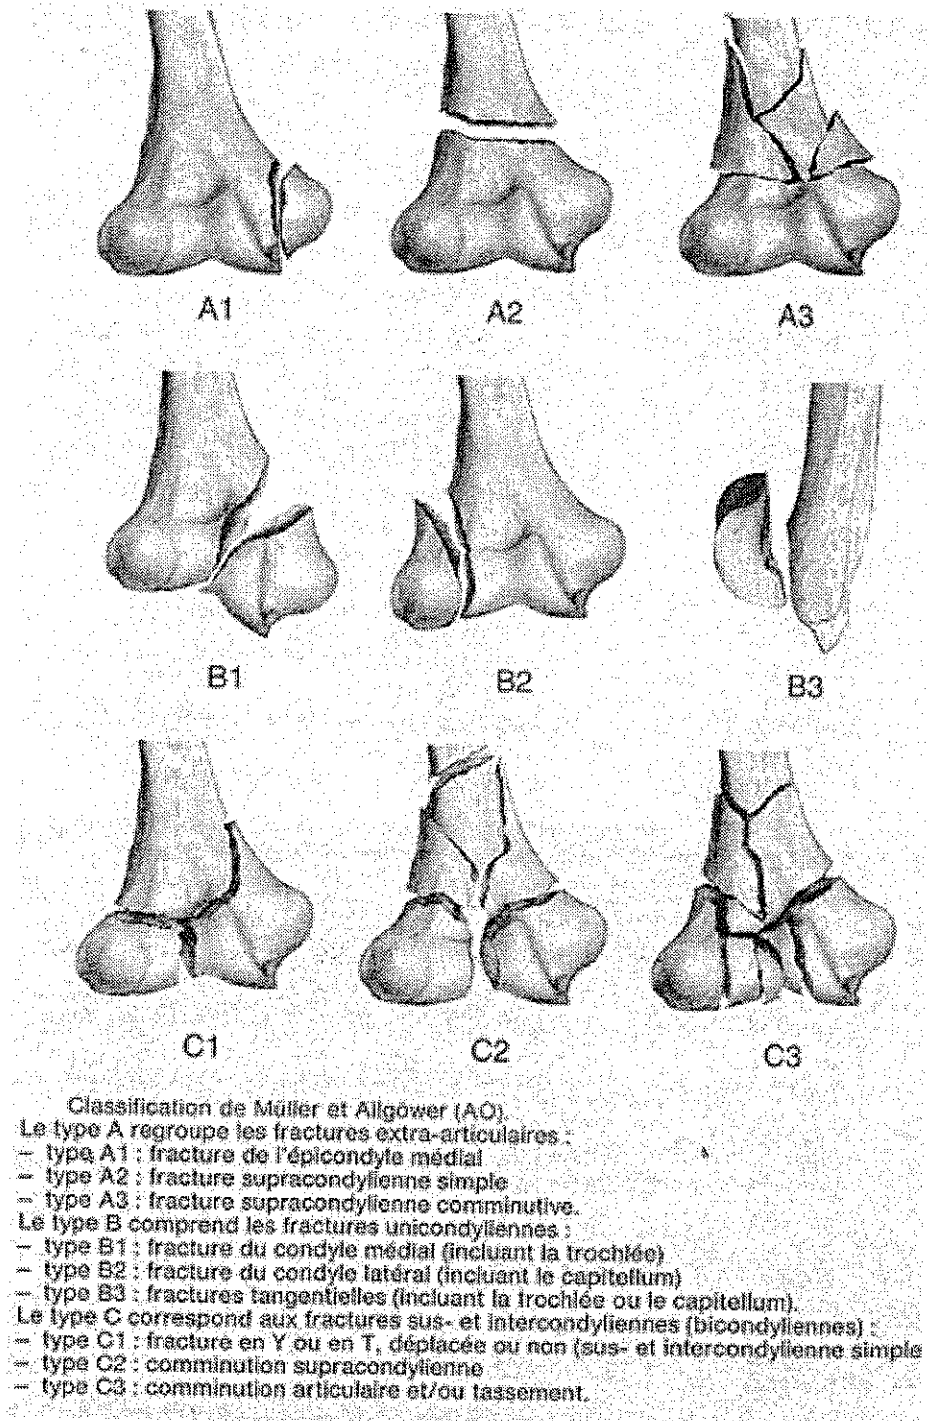 A1
A2
A3
B1
B2
B3
C1
C2
C3
Classification de Müller et Allgöwer (AO).
Le type A regroupe les fractures extra-articulaires :
– type A1 : fracture de l'épicondyle médial
– type A2 : fracture supracondylienne simple
– type A3 : fracture supracondylienne comminutive.
Le type B comprend les fractures unicondyliennes :
– type B1 : fracture du condyle médial (incluant la trochlée)
– type B2 : fracture du condyle latéral (incluant le capitellum)
– type B3 : fractures tangentielles (incluant la trochlée ou le capitellum).
Le type C correspond aux fractures sus- et intercondyliennes (bicondyliennes) :
– type C1 : fracture en Y ou en T, déplacée ou non (sus- et intercondylienne simple
– type C2 : comminution supracondylienne
– type C3 : comminution articulaire et/ou tassement.